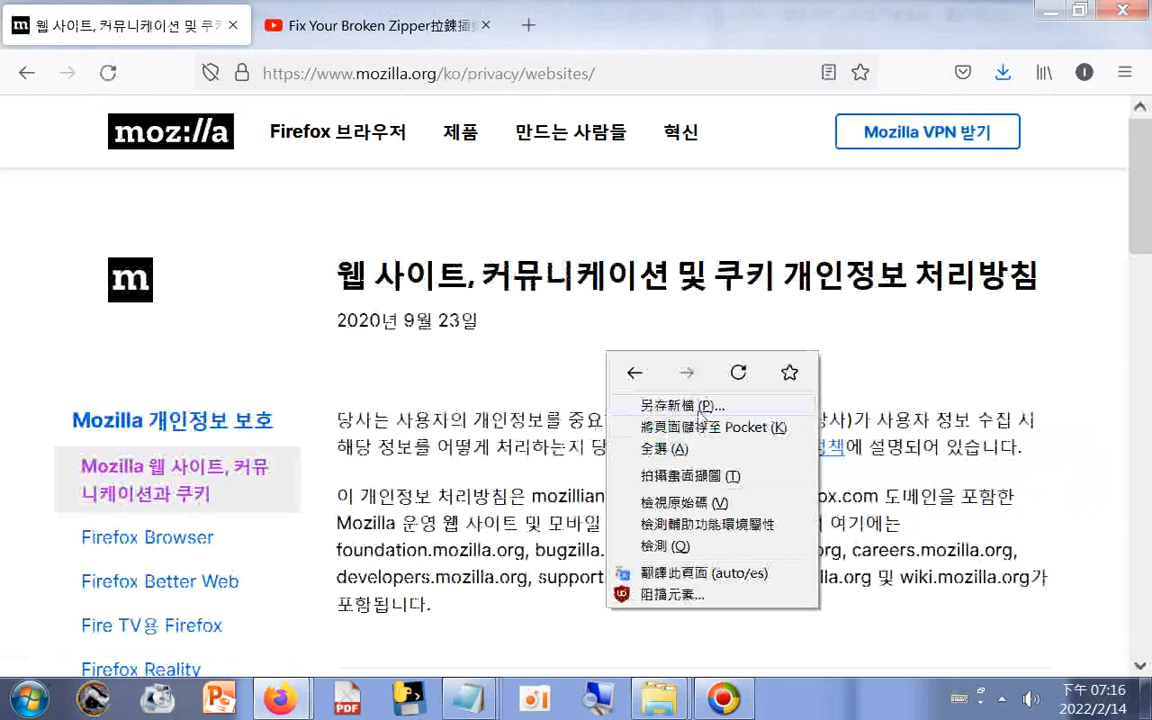 웹 사이트, 커뮤니케이션 및 쿠키
Fix Your Broken Zipper拉鍊插
https://www.mozilla.org/ko/privacy/websites/
moz://a
Firefox 브라우저 제품 만드는 사람들 혁신
Mozilla VPN 받기
m
웹 사이트, 커뮤니케이션 및 쿠키 개인정보 처리방침
2020년 9월 23일
Mozilla 개인정보 보호
Mozilla 웹 사이트, 커뮤
니케이션과 쿠키
Firefox Browser
Firefox Better Web
Fire TV용 Firefox
Firefox Reality
당사는 사용자의 개인정보를 중요 당사)가 사용자 정보 수집 시
해당 정보를 어떻게 처리하는지 당 정책에 설명되어 있습니다.
이 개인정보 처리방침은 mozillian ox.com 도메인을 포함한
Mozilla 운영 웹 사이트 및 모바일 여기에는
foundation.mozilla.org, bugzilla. org, careers.mozilla.org,
developers.mozilla.org, support illa.org 및 wiki.mozilla.org가
포함됩니다.
另存新檔 (P)...
將頁面儲存至 Pocket (K)
全選 (A)
拍攝畫面擷圖 (T)
檢視原始碼 (V)
檢測輔助功能環境屬性
檢測 (Q)
翻譯此頁面 (auto/es)
阻擋元素...
PDF
下午 07:16
2022/2/14